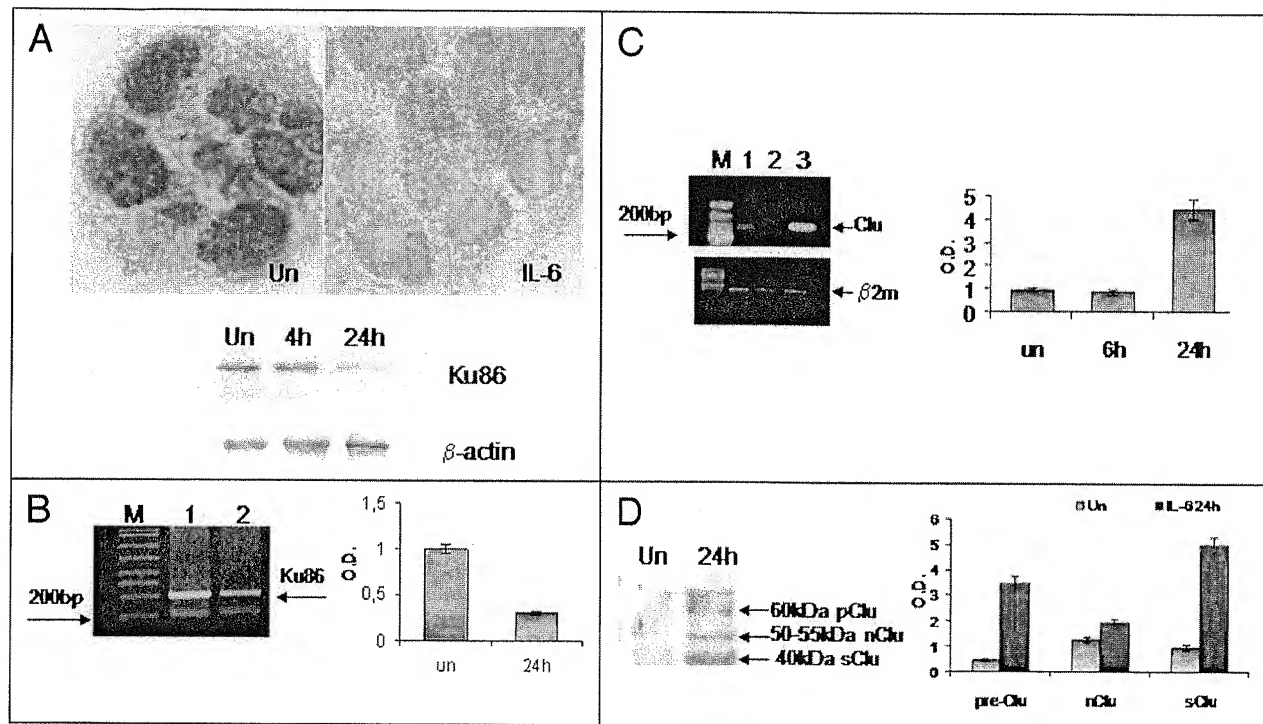 A
Un
IL-6
Un 4h 24h
Ku86
β-actin
B
M 1 2
200bp
Ku86
O.D.
1,5
1
0,5
0
un
24h
C
M 1 2 3
200bp
Clu
β2m
O.D.
5
4
3
2
1
0
un
6h
24h
D
Un 24h
60kDa pClu
50-55kDa nClu
40kDa sClu
Un
IL-6 24h
O.D.
6
5
4
3
2
1
0
pre-Clu
nClu
sClu